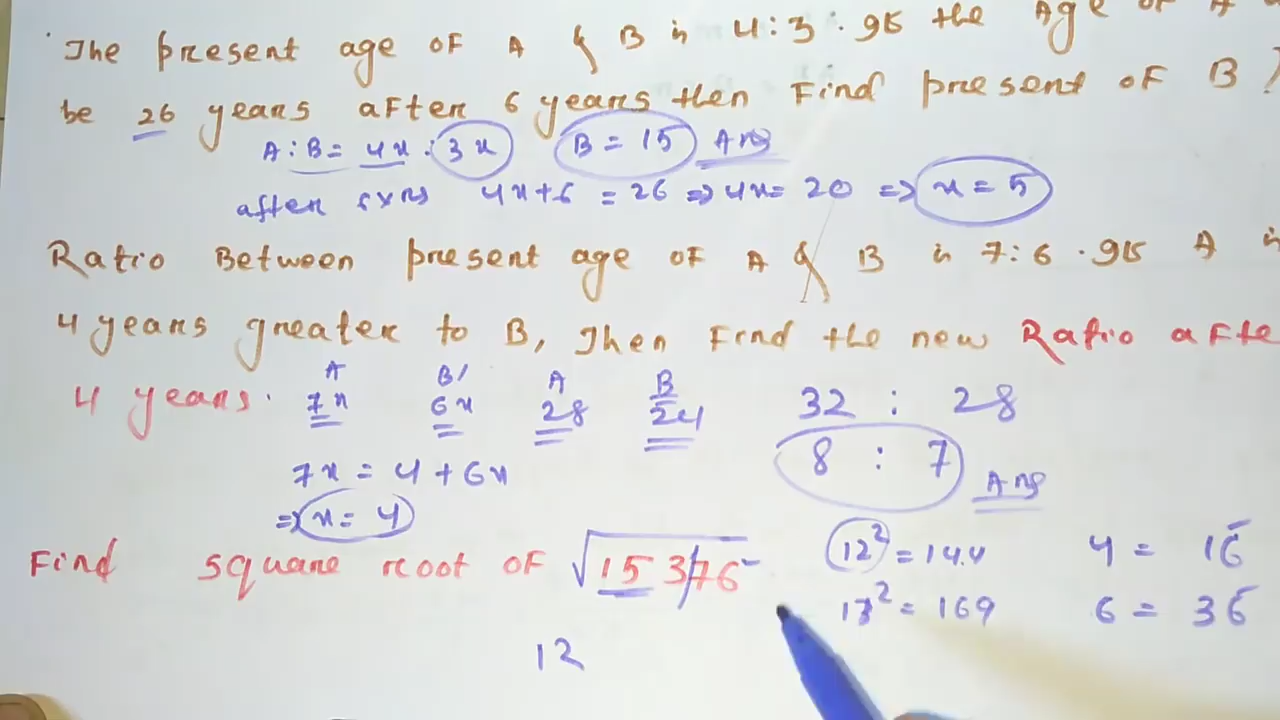 The present age of A & B is 4:3. If the Age of A
be 26 years after 6 years then Find present of B?
A:B = 4x : 3x B = 15 Ans
after 6 yrs 4x+6 = 26 ⇒ 4x = 20 ⇒ x = 5
Ratio Between present age of A & B is 7:6. If A is
4 years greater to B, Then Find the new Ratio afte
4 years.
A B A B
7x 6x 28 24 32 : 28
7x = 4 + 6x 8 : 7 Ans
⇒ x = 4
Find square root of √15376 12² = 144 4 = 16
13² = 169 6 = 36
12